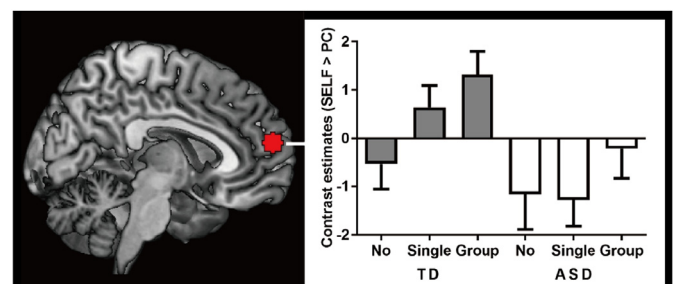 Contrast estimates (SELF > PC)
2
1
0
-1
-2
No Single Group No Single Group
TD ASD